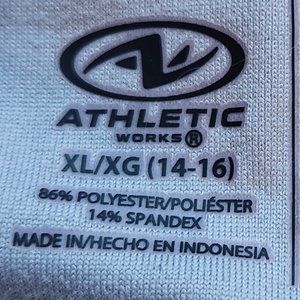 ATHLETIC
WORKS®
XL/XG (14-16)
86% POLYESTER/POLIÉSTER
14% SPANDEX
MADE IN/HECHO EN INDONESIA